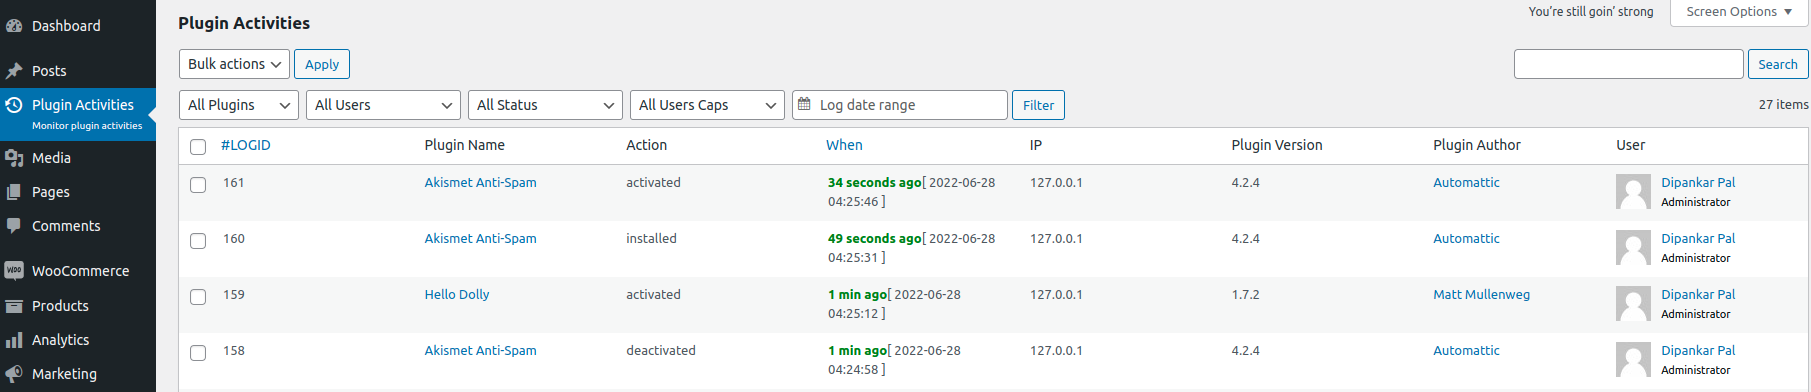 Dashboard
Posts
Plugin Activities
Monitor plugin activities
Media
Pages
Comments
WOO WooCommerce
Products
Analytics
Marketing
Plugin Activities
You're still goin' strong
Screen Options
Bulk actions Apply
Search
All Plugins All Users All Status All Users Caps Log date range Filter
27 items
#LOGID Plugin Name Action When IP Plugin Version Plugin Author User
161 Akismet Anti-Spam activated 34 seconds ago[ 2022-06-28 127.0.0.1 4.2.4 Automattic Dipankar Pal
04:25:46 ] Administrator
160 Akismet Anti-Spam installed 49 seconds ago[ 2022-06-28 127.0.0.1 4.2.4 Automattic Dipankar Pal
04:25:31 ] Administrator
159 Hello Dolly activated 1 min ago[ 2022-06-28 127.0.0.1 1.7.2 Matt Mullenweg Dipankar Pal
04:25:12 ] Administrator
158 Akismet Anti-Spam deactivated 1 min ago[ 2022-06-28 127.0.0.1 4.2.4 Automattic Dipankar Pal
04:24:58 ] Administrator